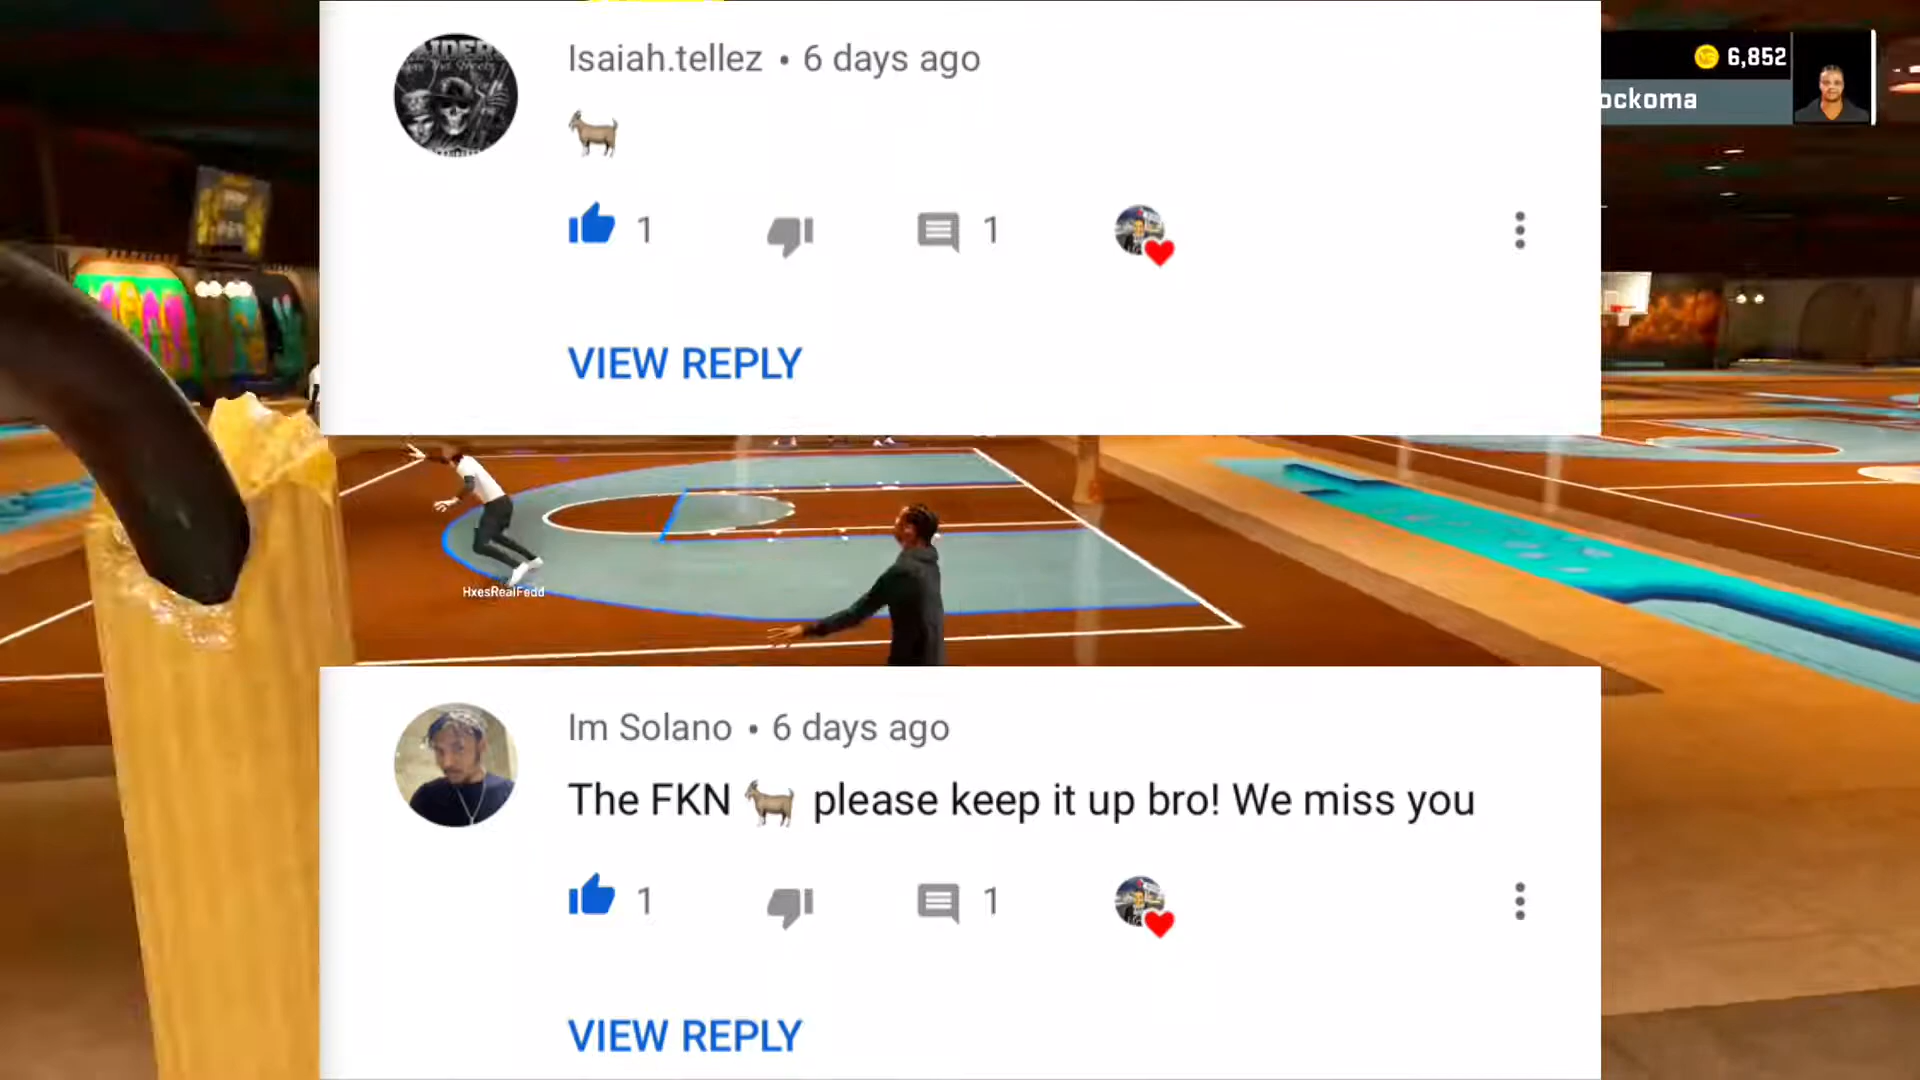 Isaiah.tellez • 6 days ago
🐐
1
1
VIEW REPLY
6,852
ockoma
HxesRealFedd
Im Solano • 6 days ago
The FKN 🐐 please keep it up bro! We miss you
1
1
VIEW REPLY